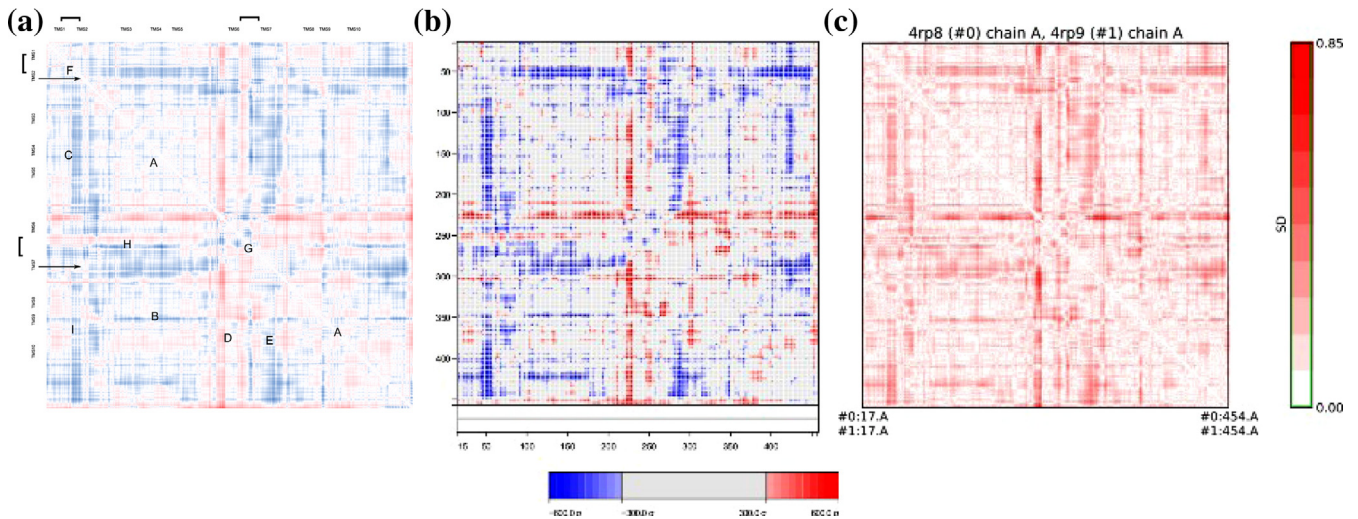 (a)
(b)
(c)
TMS1 TMS2 TMS3 TMS4 TMS5 TMS6 TMS7 TMS8 TMS9 TMS10
4rp8 (#0) chain A, 4rp9 (#1) chain A
F
C
A
H
G
B
I
D
E
A
50
100
150
200
250
300
350
400
15 50 100 150 200 250 300 350 400
#0:17.A
#1:17.A
#0:454.A
#1:454.A
0.85
SD
0.00